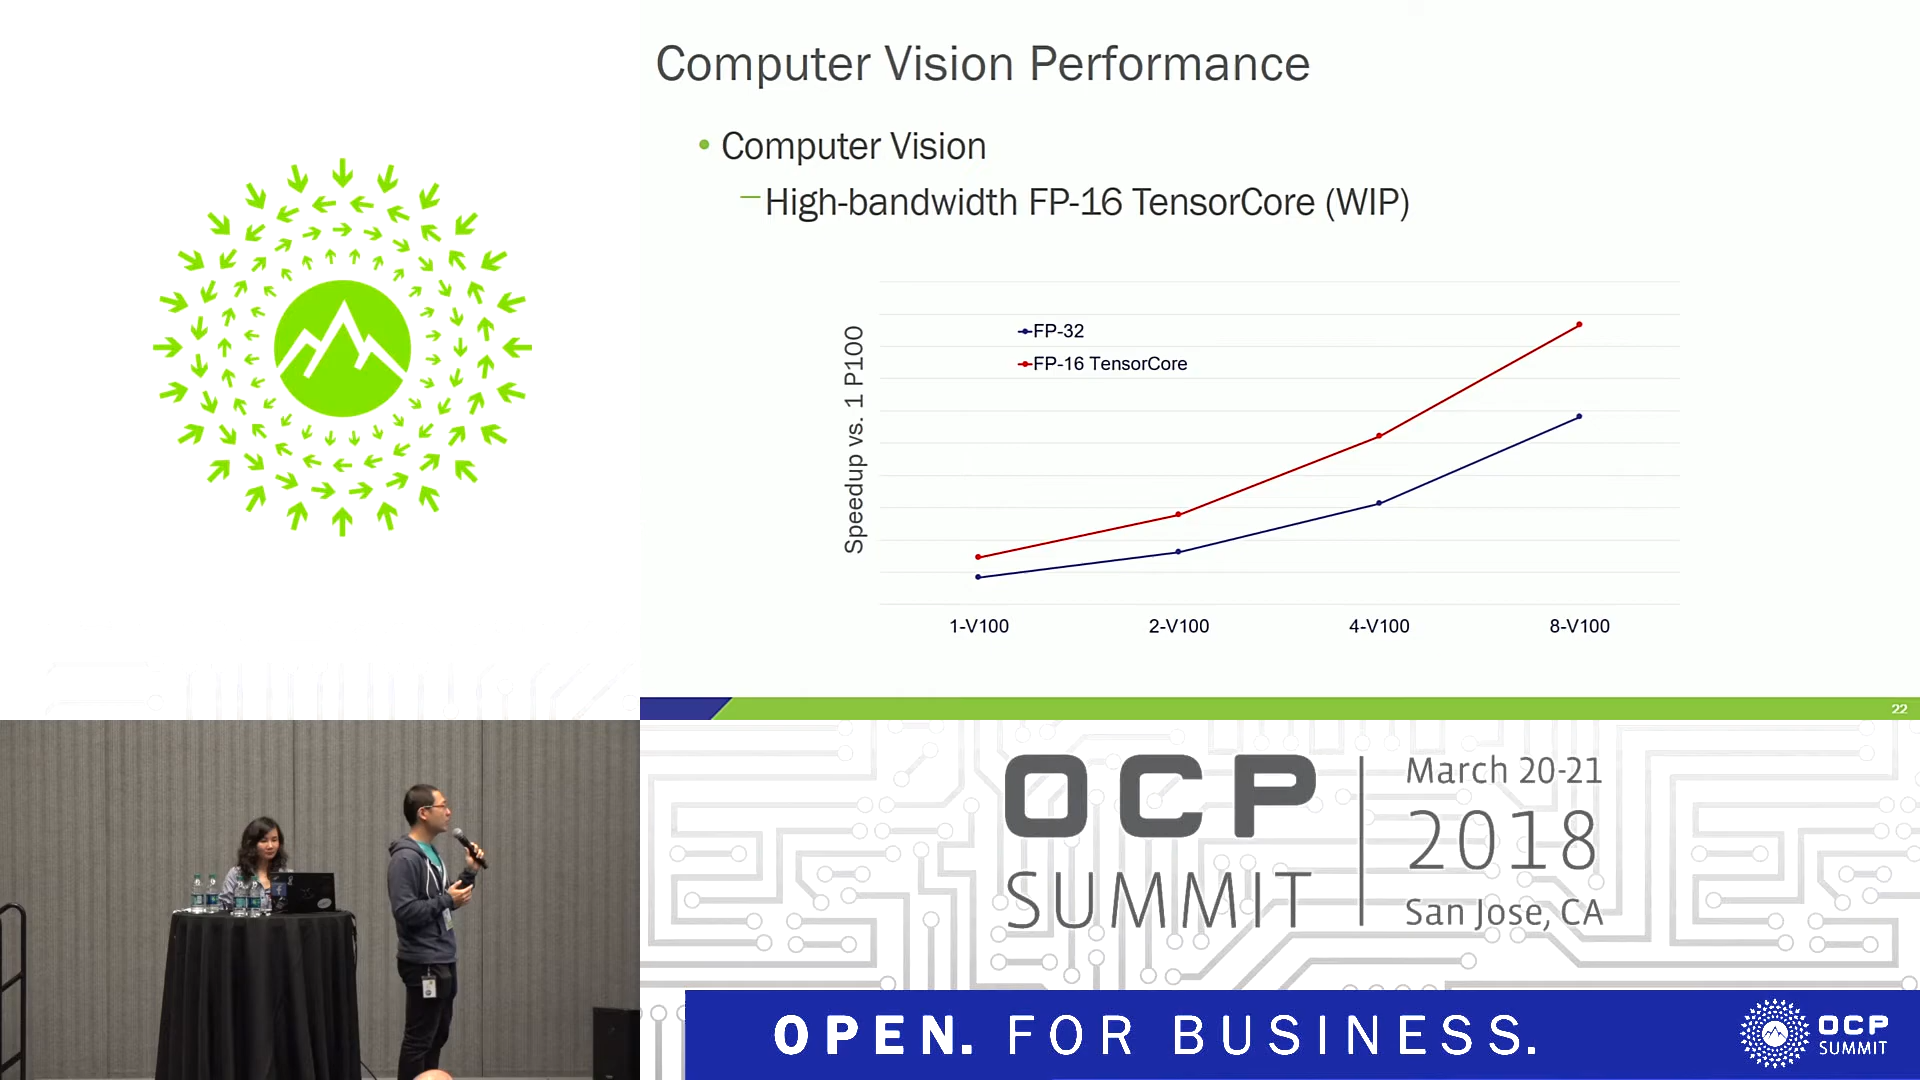 Computer Vision Performance
• Computer Vision
– High-bandwidth FP-16 TensorCore (WIP)
Speedup vs. 1 P100
FP-32
FP-16 TensorCore
1-V100
2-V100
4-V100
8-V100
22
OCP
SUMMIT
March 20-21
2018
San Jose, CA
OPEN. FOR BUSINESS.
OCP
SUMMIT